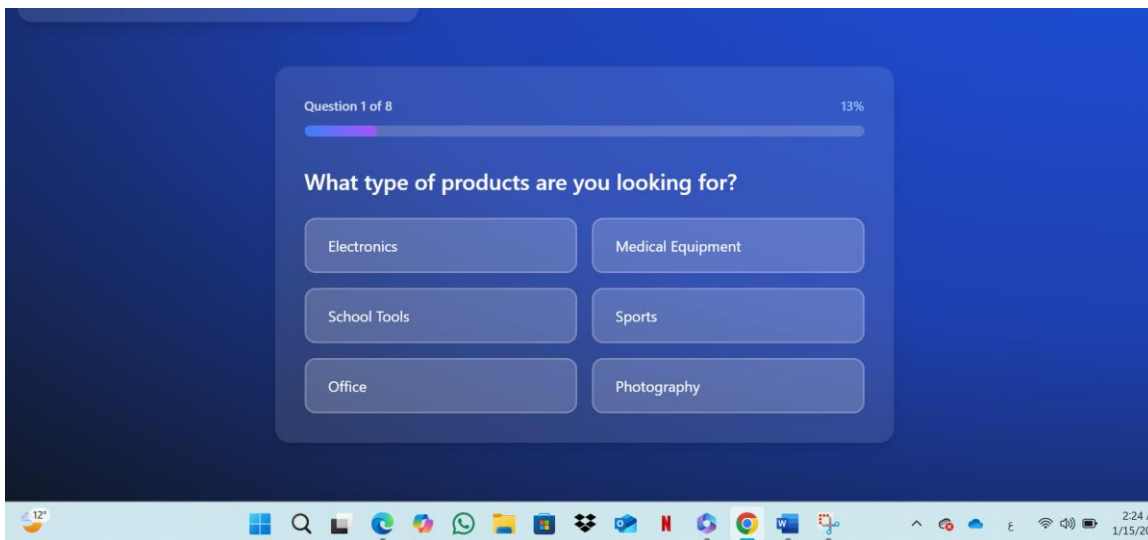 Question 1 of 8 13%
What type of products are you looking for?
Electronics Medical Equipment
School Tools Sports
Office Photography
12°
ع
2:24